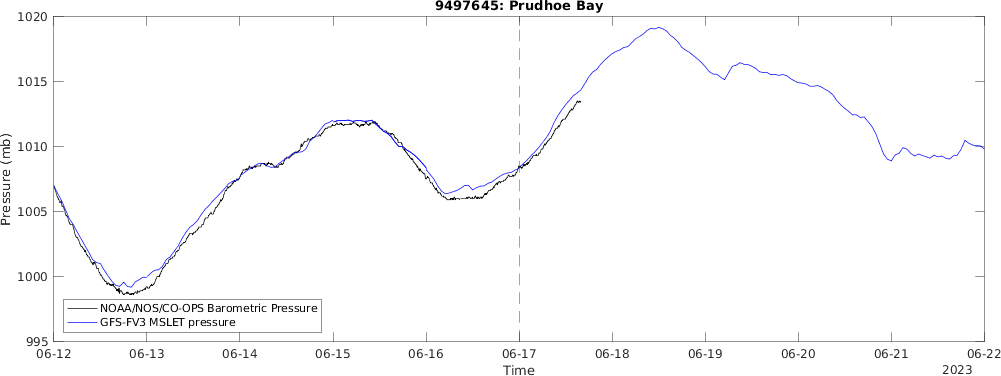 9497645: Prudhoe Bay
1020
1015
1010
1005
1000
995
Pressure (mb)
NOAA/NOS/CO-OPS Barometric Pressure
GFS-FV3 MSLET pressure
06-12 06-13 06-14 06-15 06-16 06-17 06-18 06-19 06-20 06-21 06-22
Time
2023